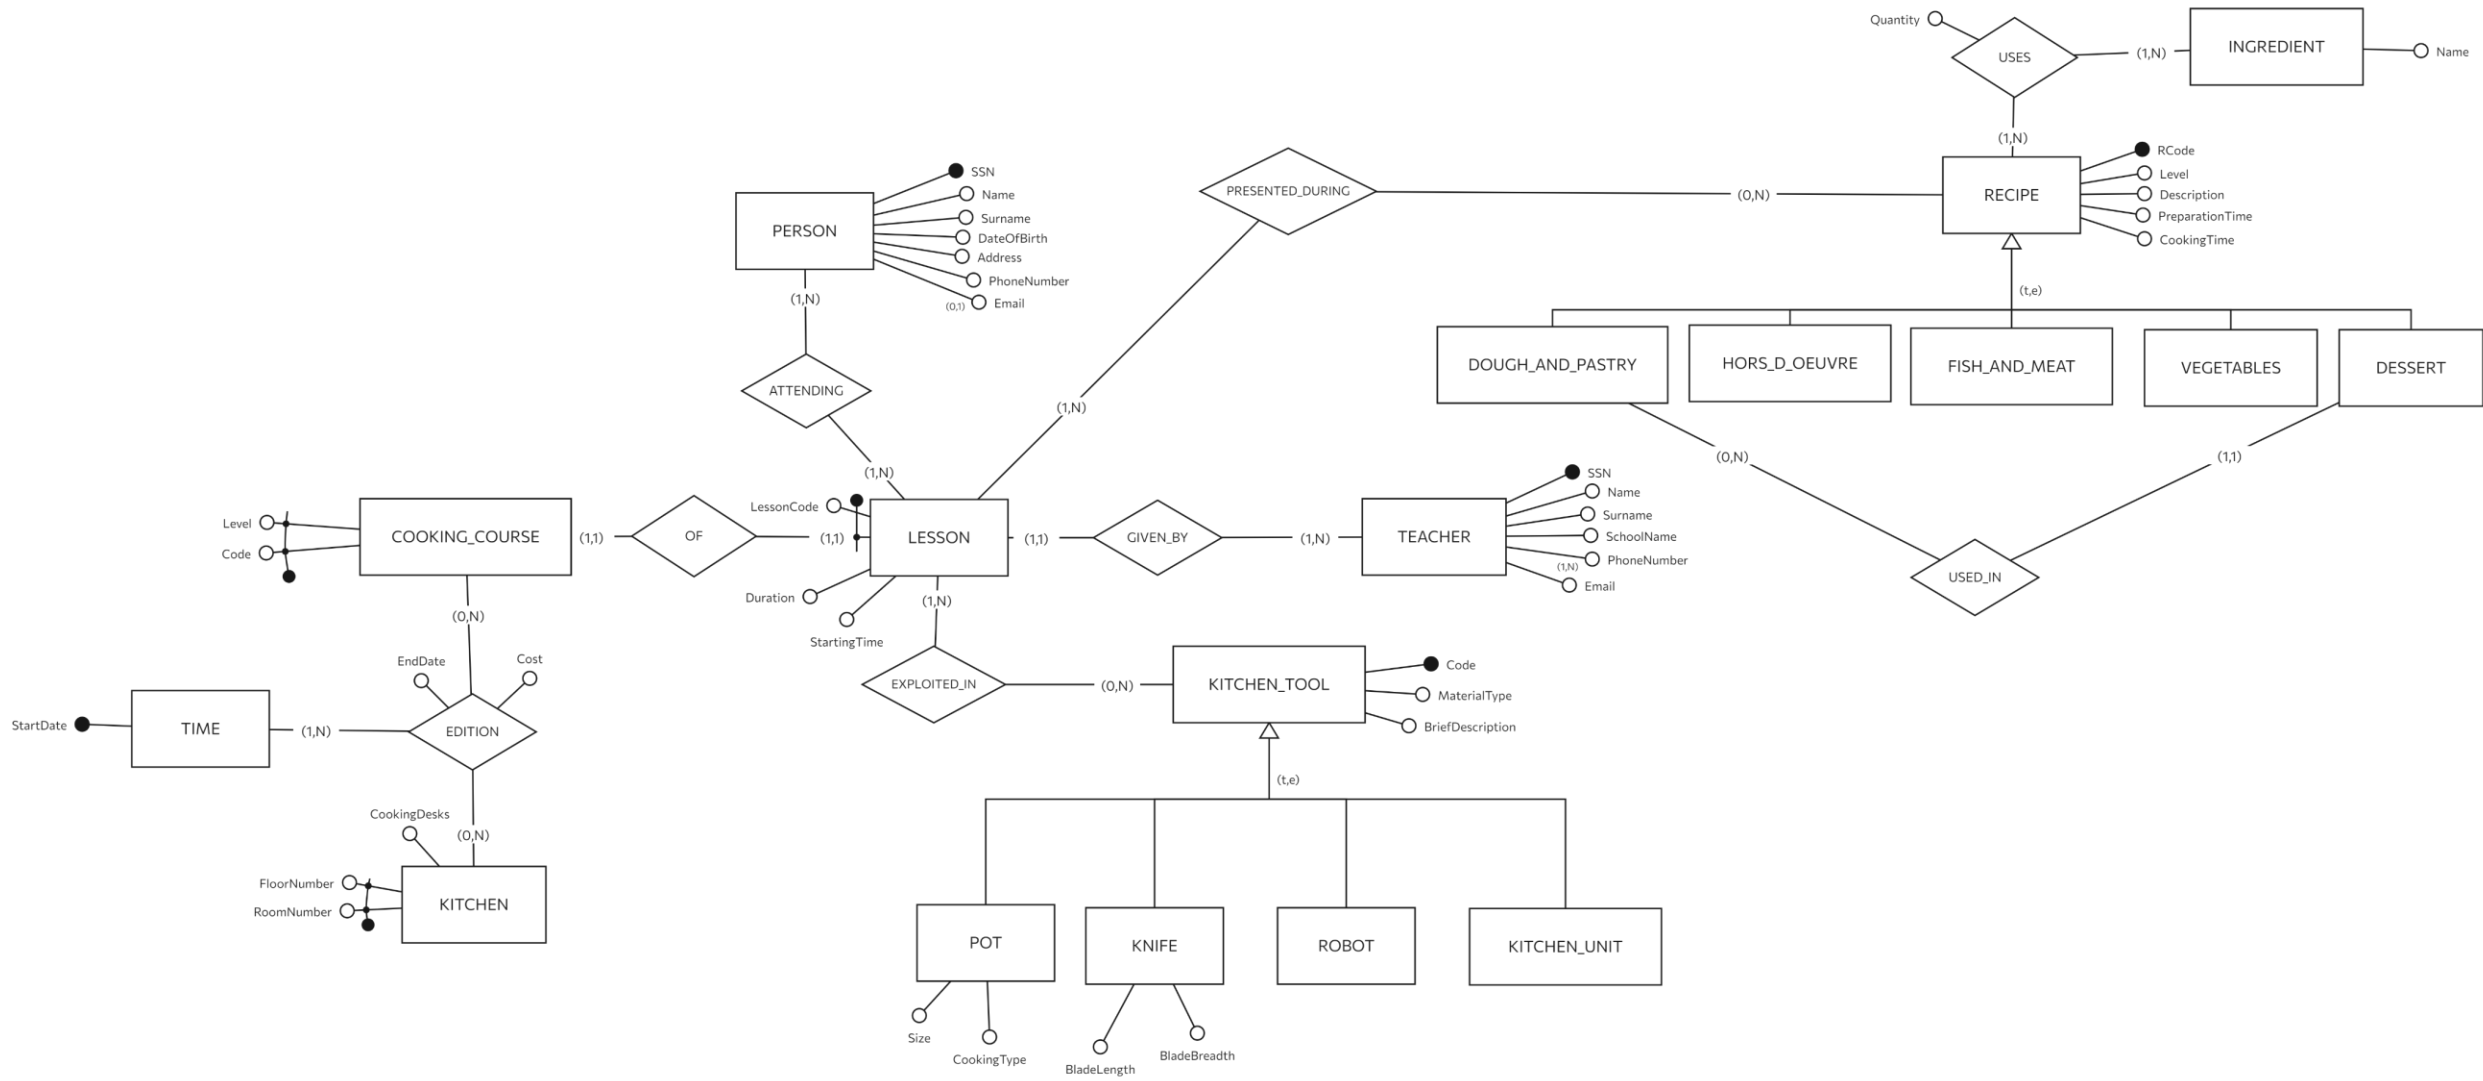 Quantity
USES
(1,N)
INGREDIENT
Name
(1,N)
RECIPE
RCode
Level
Description
PreparationTime
CookingTime
(t,e)
PRESENTED_DURING
(0,N)
(1,N)
PERSON
SSN
Name
Surname
DateOfBirth
Address
PhoneNumber
(0,1)
Email
(1,N)
ATTENDING
(1,N)
DOUGH_AND_PASTRY
HORS_D_OEUVRE
FISH_AND_MEAT
VEGETABLES
DESSERT
(0,N)
(1,1)
USED_IN
Level
Code
COOKING_COURSE
(1,1)
OF
(1,1)
LessonCode
LESSON
Duration
StartingTime
(1,1)
GIVEN_BY
(1,N)
TEACHER
SSN
Name
Surname
SchoolName
PhoneNumber
(1,N)
Email
(1,N)
EXPLOITED_IN
(0,N)
KITCHEN_TOOL
Code
MaterialType
BriefDescription
(t,e)
(0,N)
EndDate
Cost
StartDate
TIME
(1,N)
EDITION
(0,N)
CookingDesks
FloorNumber
RoomNumber
KITCHEN
POT
KNIFE
ROBOT
KITCHEN_UNIT
Size
CookingType
BladeLength
BladeBreadth